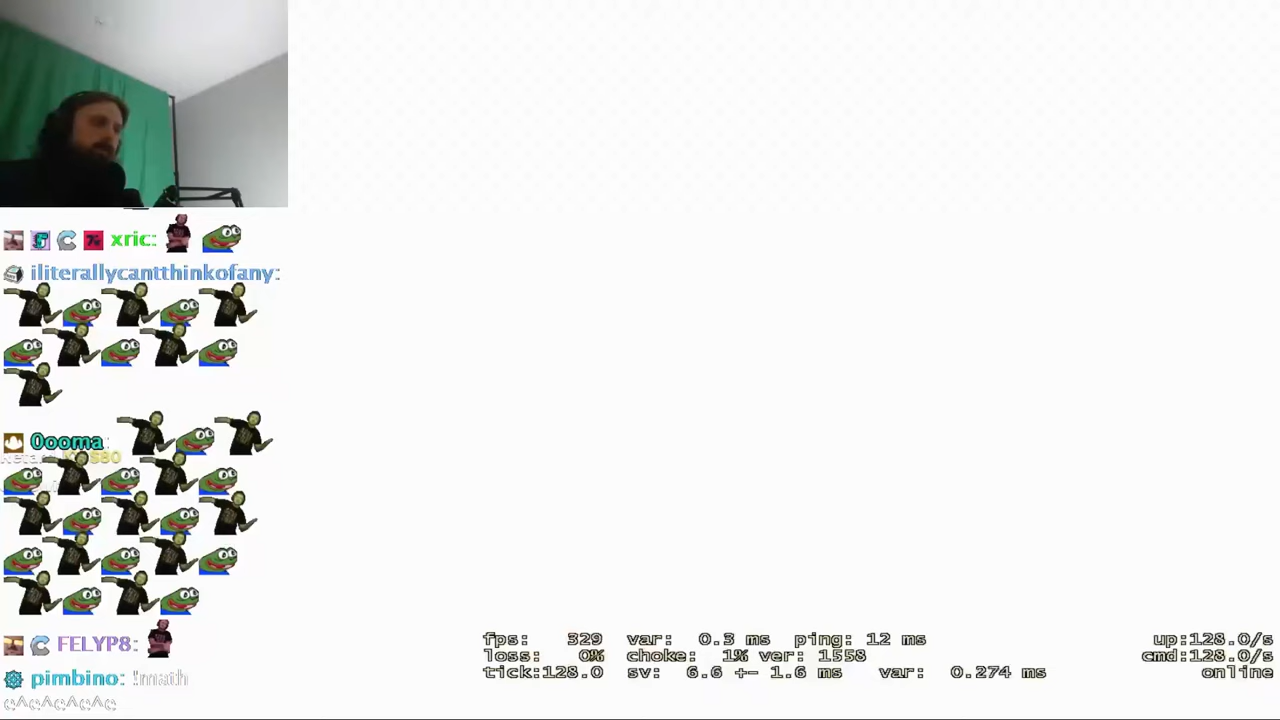 xric:
iliterallycantthinkofany:
0oooma:
FELYP8:
pimbino: !math
e^e^e^e^e^e
fps: 329 var: 0.3 ms ping: 12 ms up:128.0/s
loss: 0% choke: 1% ver: 1558 cmd:128.0/s
tick:128.0 sv: 6.6 +- 1.6 ms var: 0.274 ms online